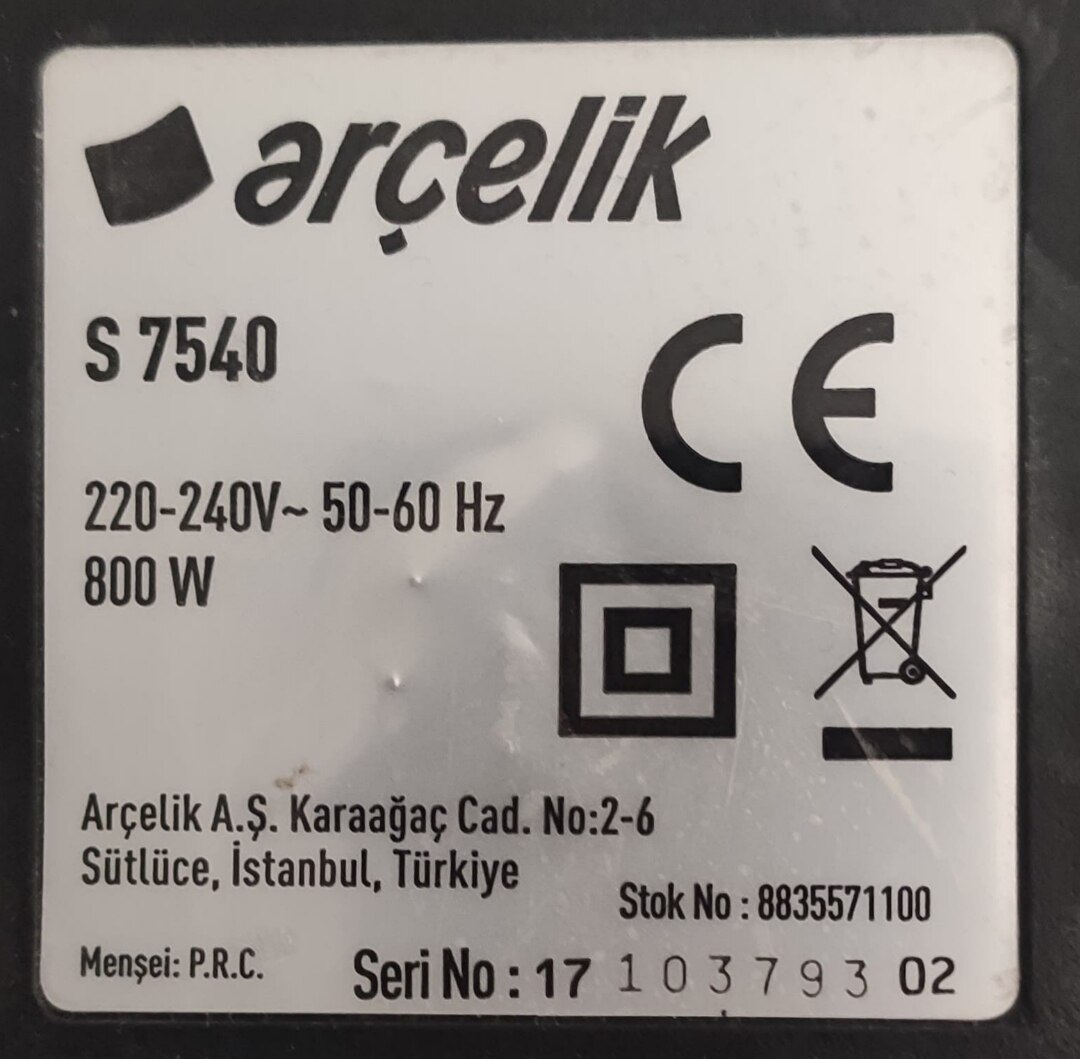 arçelik
S 7540
CE
220-240V~ 50-60 Hz
800 W
Arçelik A.Ş. Karaağaç Cad. No:2-6
Sütlüce, İstanbul, Türkiye
Stok No : 8835571100
Menşei: P.R.C.
Seri No : 17 103793 02